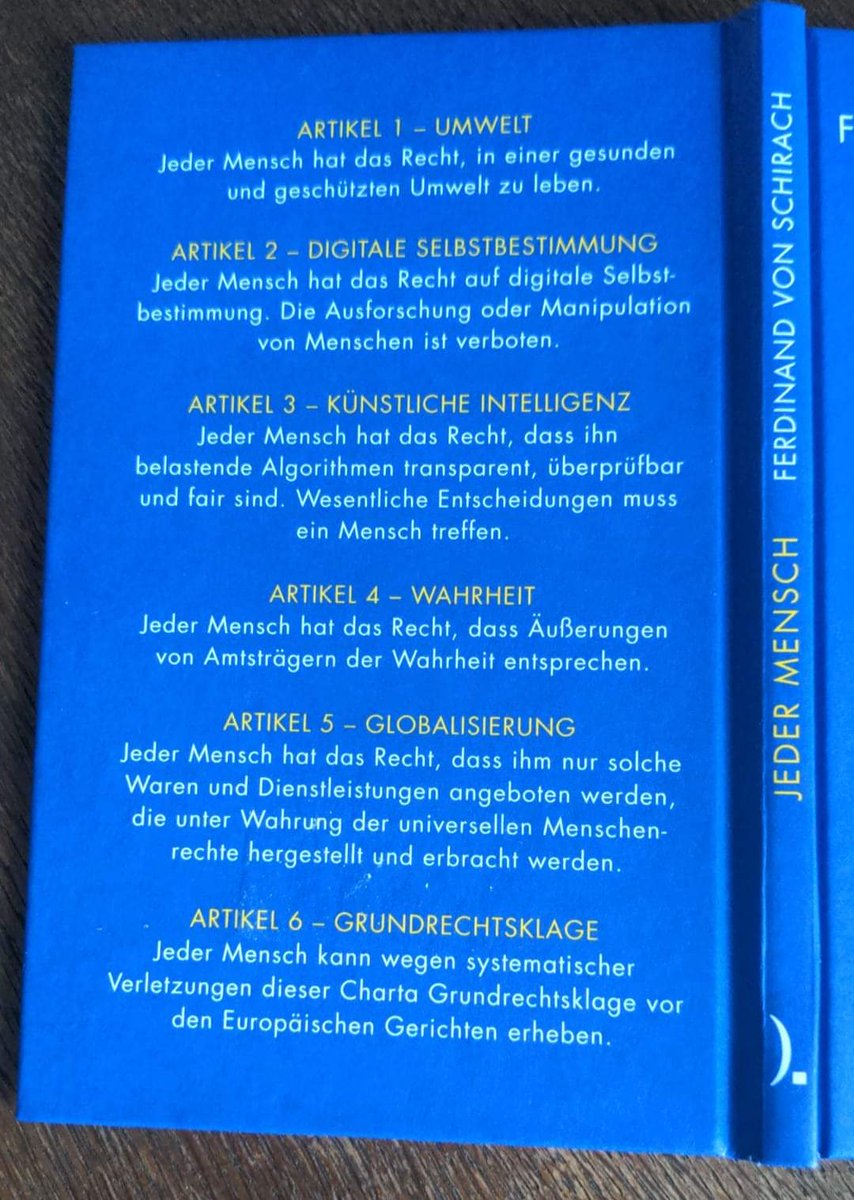 ARTIKEL 1 – UMWELT
Jeder Mensch hat das Recht, in einer gesunden
und geschützten Umwelt zu leben.
ARTIKEL 2 – DIGITALE SELBSTBESTIMMUNG
Jeder Mensch hat das Recht auf digitale Selbst-
bestimmung. Die Ausforschung oder Manipulation
von Menschen ist verboten.
ARTIKEL 3 – KÜNSTLICHE INTELLIGENZ
Jeder Mensch hat das Recht, dass ihn
belastende Algorithmen transparent, überprüfbar
und fair sind. Wesentliche Entscheidungen muss
ein Mensch treffen.
ARTIKEL 4 – WAHRHEIT
Jeder Mensch hat das Recht, dass Äußerungen
von Amtsträgern der Wahrheit entsprechen.
ARTIKEL 5 – GLOBALISIERUNG
Jeder Mensch hat das Recht, dass ihm nur solche
Waren und Dienstleistungen angeboten werden,
die unter Wahrung der universellen Menschen-
rechte hergestellt und erbracht werden.
ARTIKEL 6 – GRUNDRECHTSKLAGE
Jeder Mensch kann wegen systematischer
Verletzungen dieser Charta Grundrechtsklage vor
den Europäischen Gerichten erheben.
JEDER MENSCH FERDINAND VON SCHIRACH
).
F